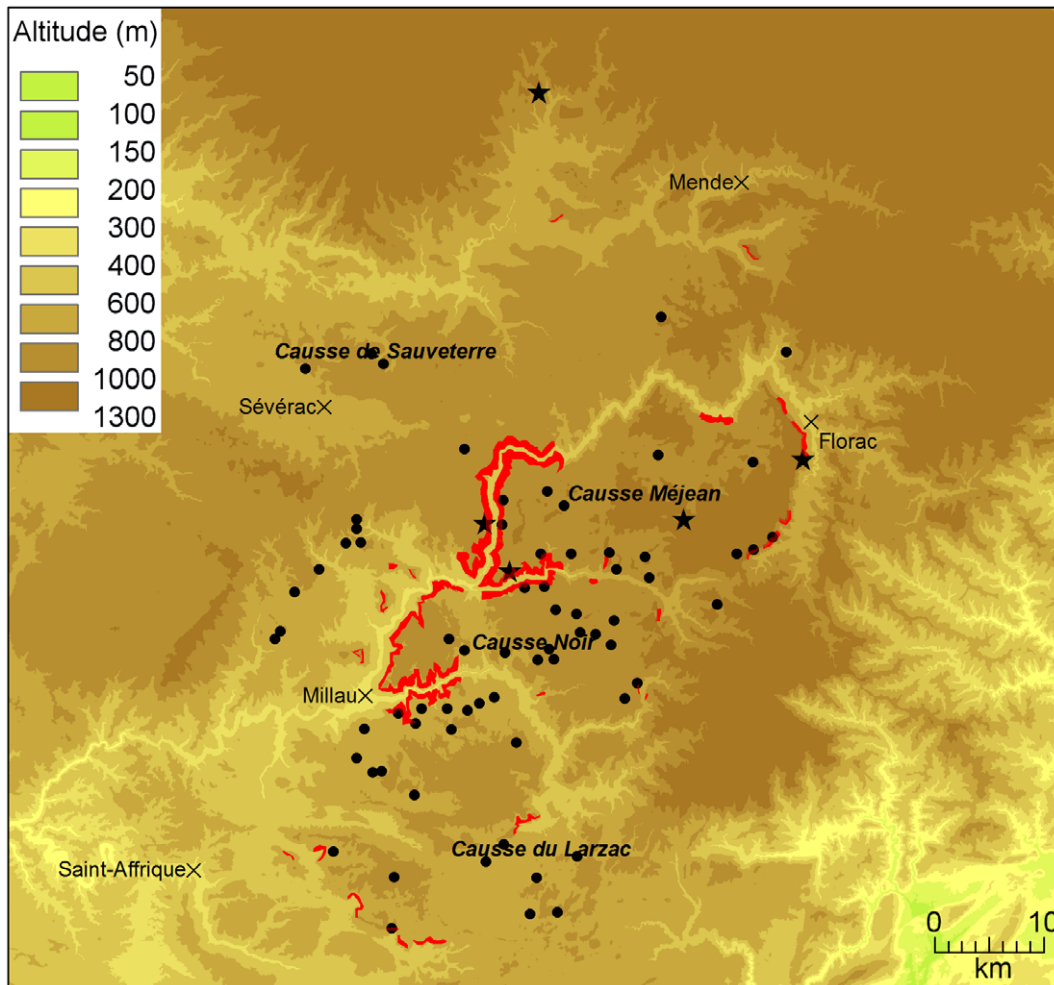 Altitude (m)
50
100
150
200
300
400
600
800
1000
1300
Mende
Causse de Sauveterre
Sévérac
Florac
Causse Méjean
Causse Noir
Millau
Causse du Larzac
Saint-Affrique
0 10
km